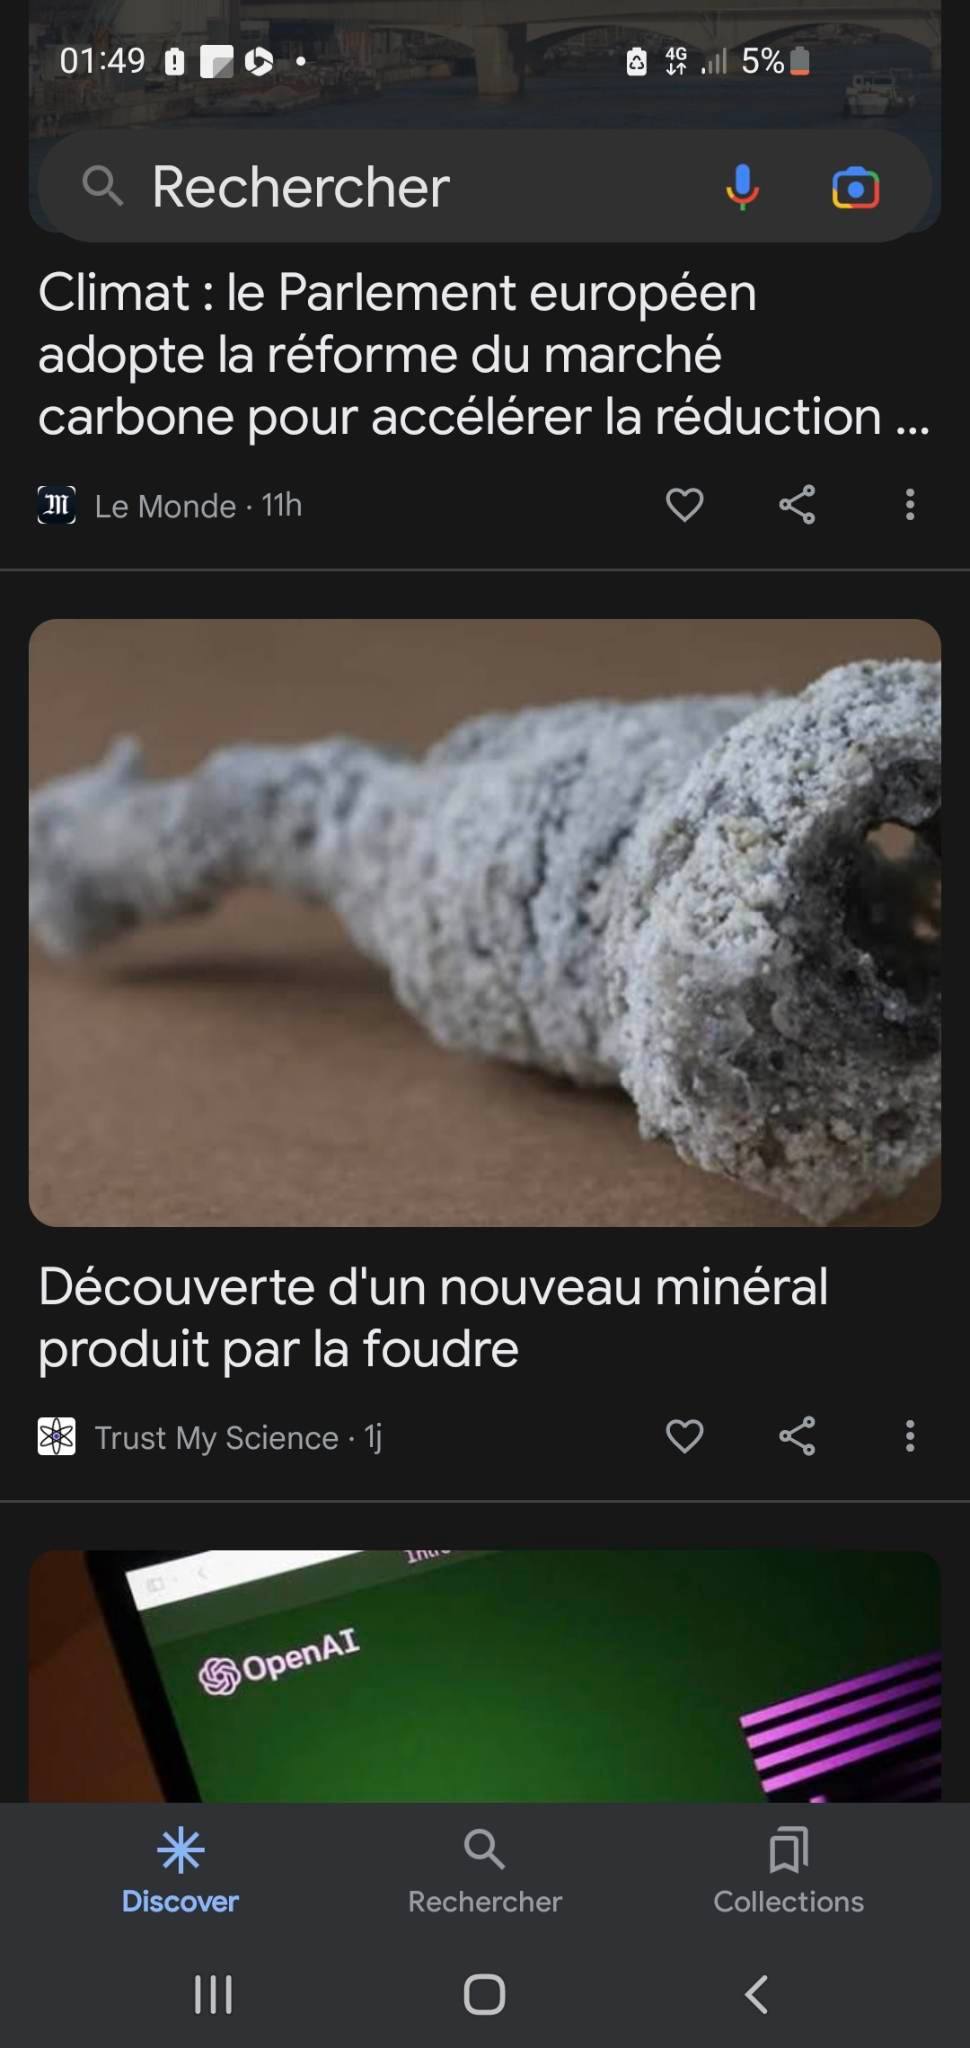 01:49 4G 5%
Rechercher
Climat : le Parlement européen
adopte la réforme du marché
carbone pour accélérer la réduction ...
Le Monde · 11h
Découverte d'un nouveau minéral
produit par la foudre
Trust My Science · 1j
OpenAI
Discover Rechercher Collections